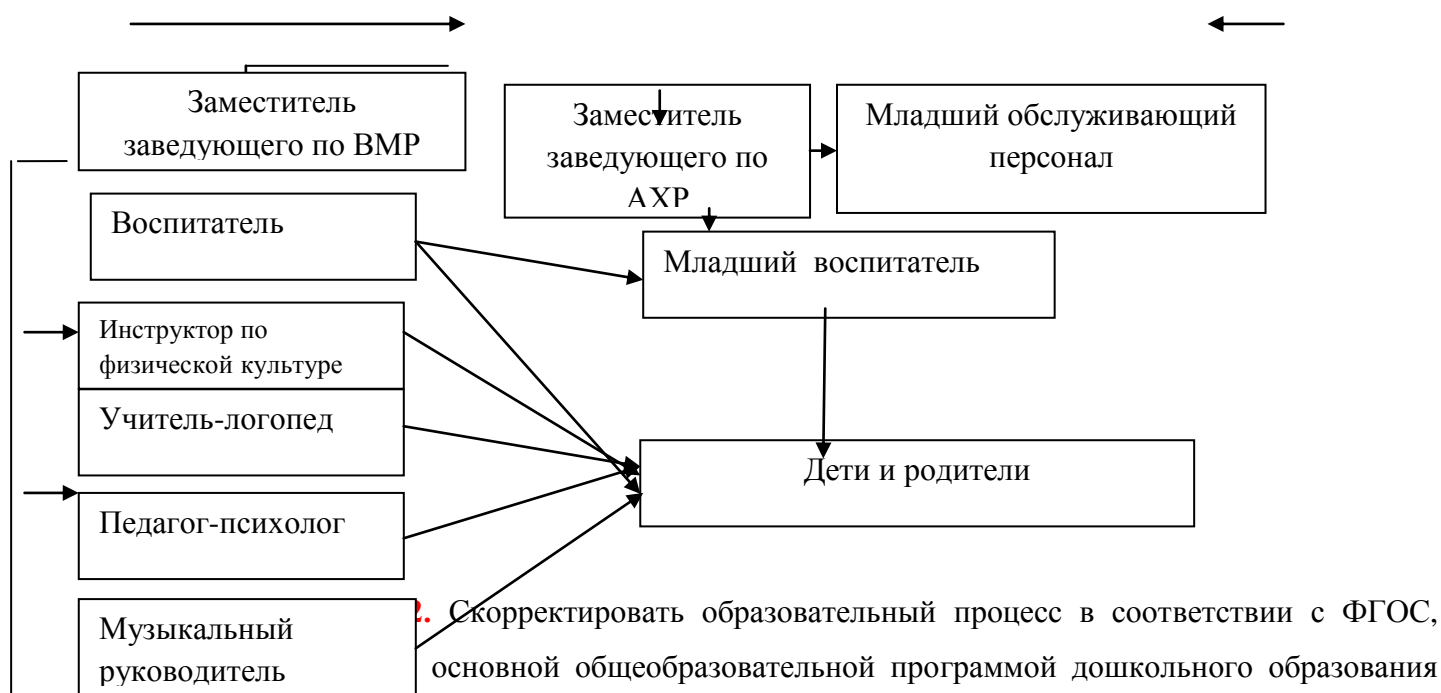 Заместитель
заведующего по ВМР
Заместитель
заведующего по
АХР
Младший обслуживающий
персонал
Воспитатель
Младший  воспитатель
Инструктор по
физической культуре
Учитель-логопед
Дети и родители
Педагог-психолог
Музыкальный
руководитель
2. Скорректировать образовательный процесс в соответствии с ФГОС,
основной общеобразовательной программой дошкольного образования